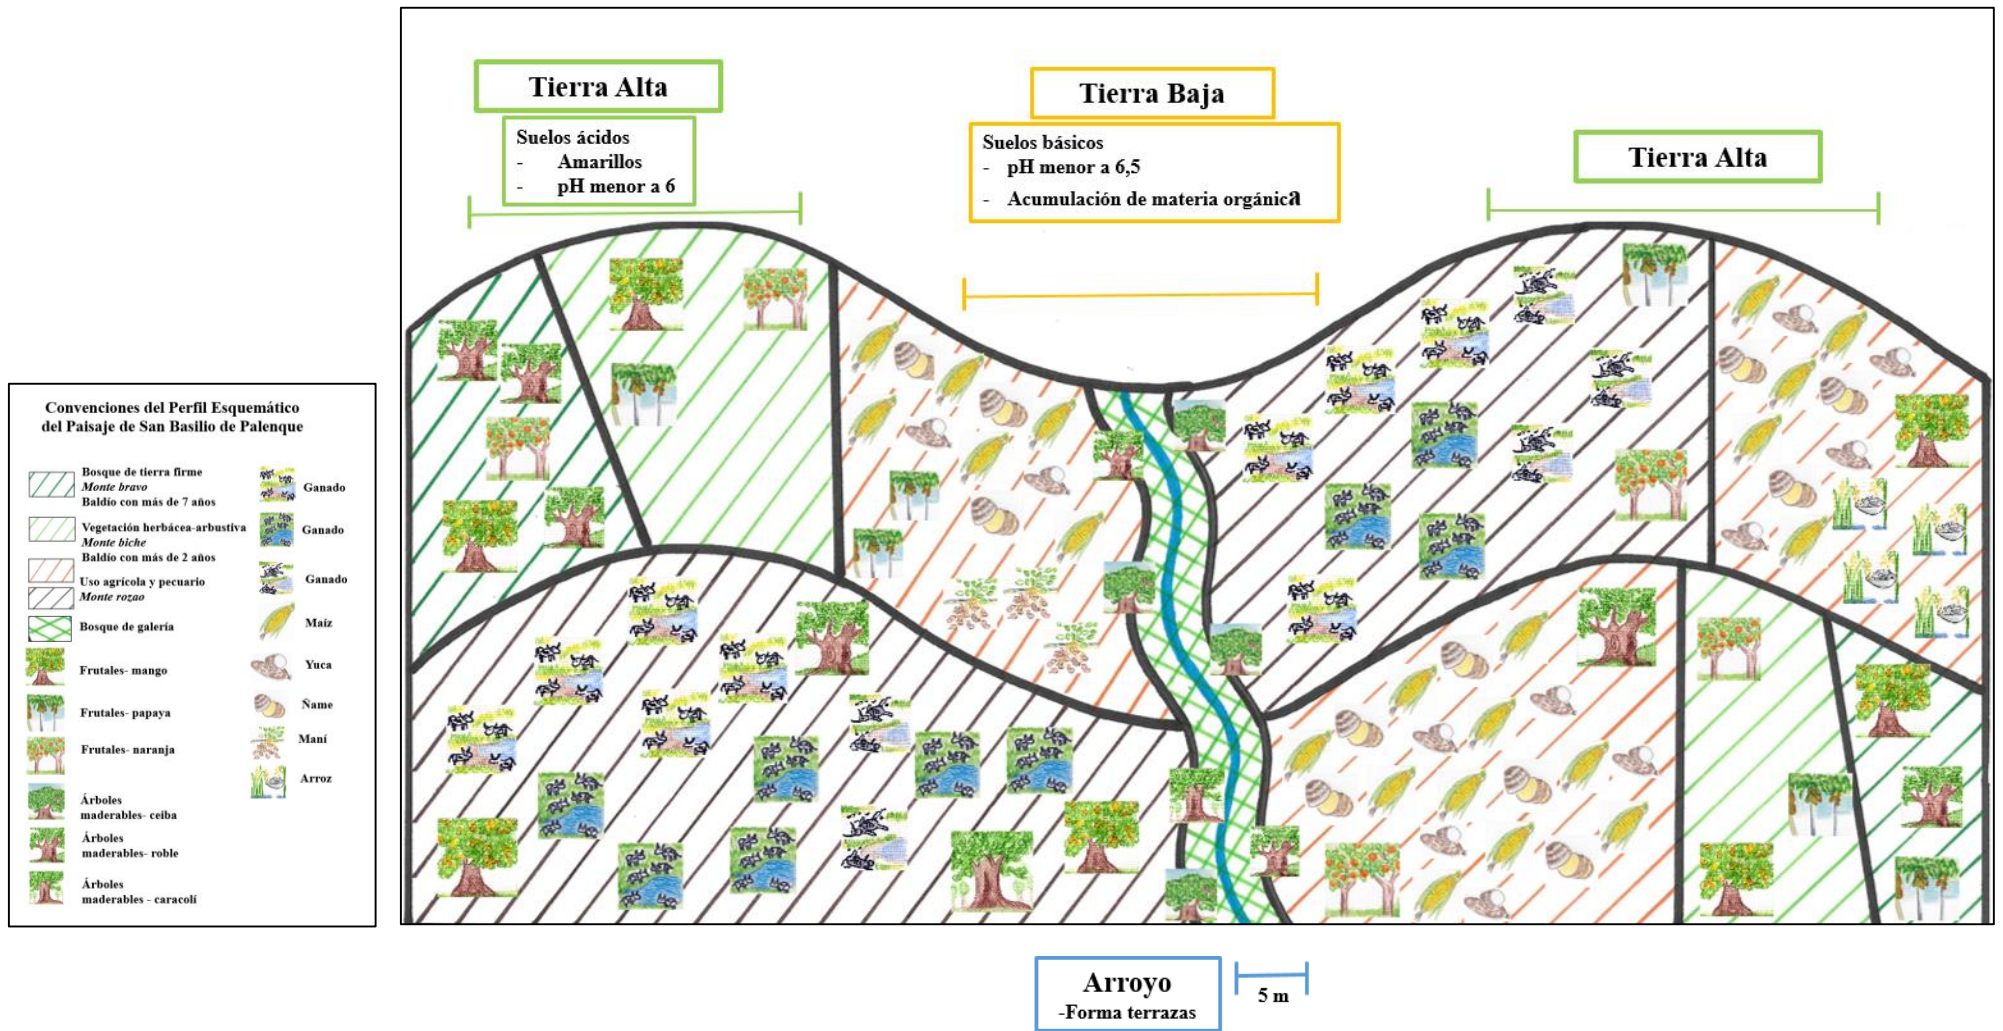 Tierra Alta
Suelos ácidos
- Amarillos
- pH menor a 6
Tierra Baja
Suelos básicos
- pH menor a 6,5
- Acumulación de materia orgánica
Tierra Alta
Convenciones del Perfil Esquemático
del Paisaje de San Basilio de Palenque
Bosque de tierra firme
Monte bravo
Baldío con más de 7 años
Vegetación herbácea-arbustiva
Monte biche
Baldío con más de 2 años
Uso agrícola y pecuario
Monte rozao
Bosque de galería
Frutales- mango
Frutales- papaya
Frutales- naranja
Árboles
maderables- ceiba
Árboles
maderables- roble
Árboles
maderables - caracolí
Ganado
Ganado
Ganado
Maíz
Yuca
Ñame
Maní
Arroz
Arroyo
-Forma terrazas
5 m